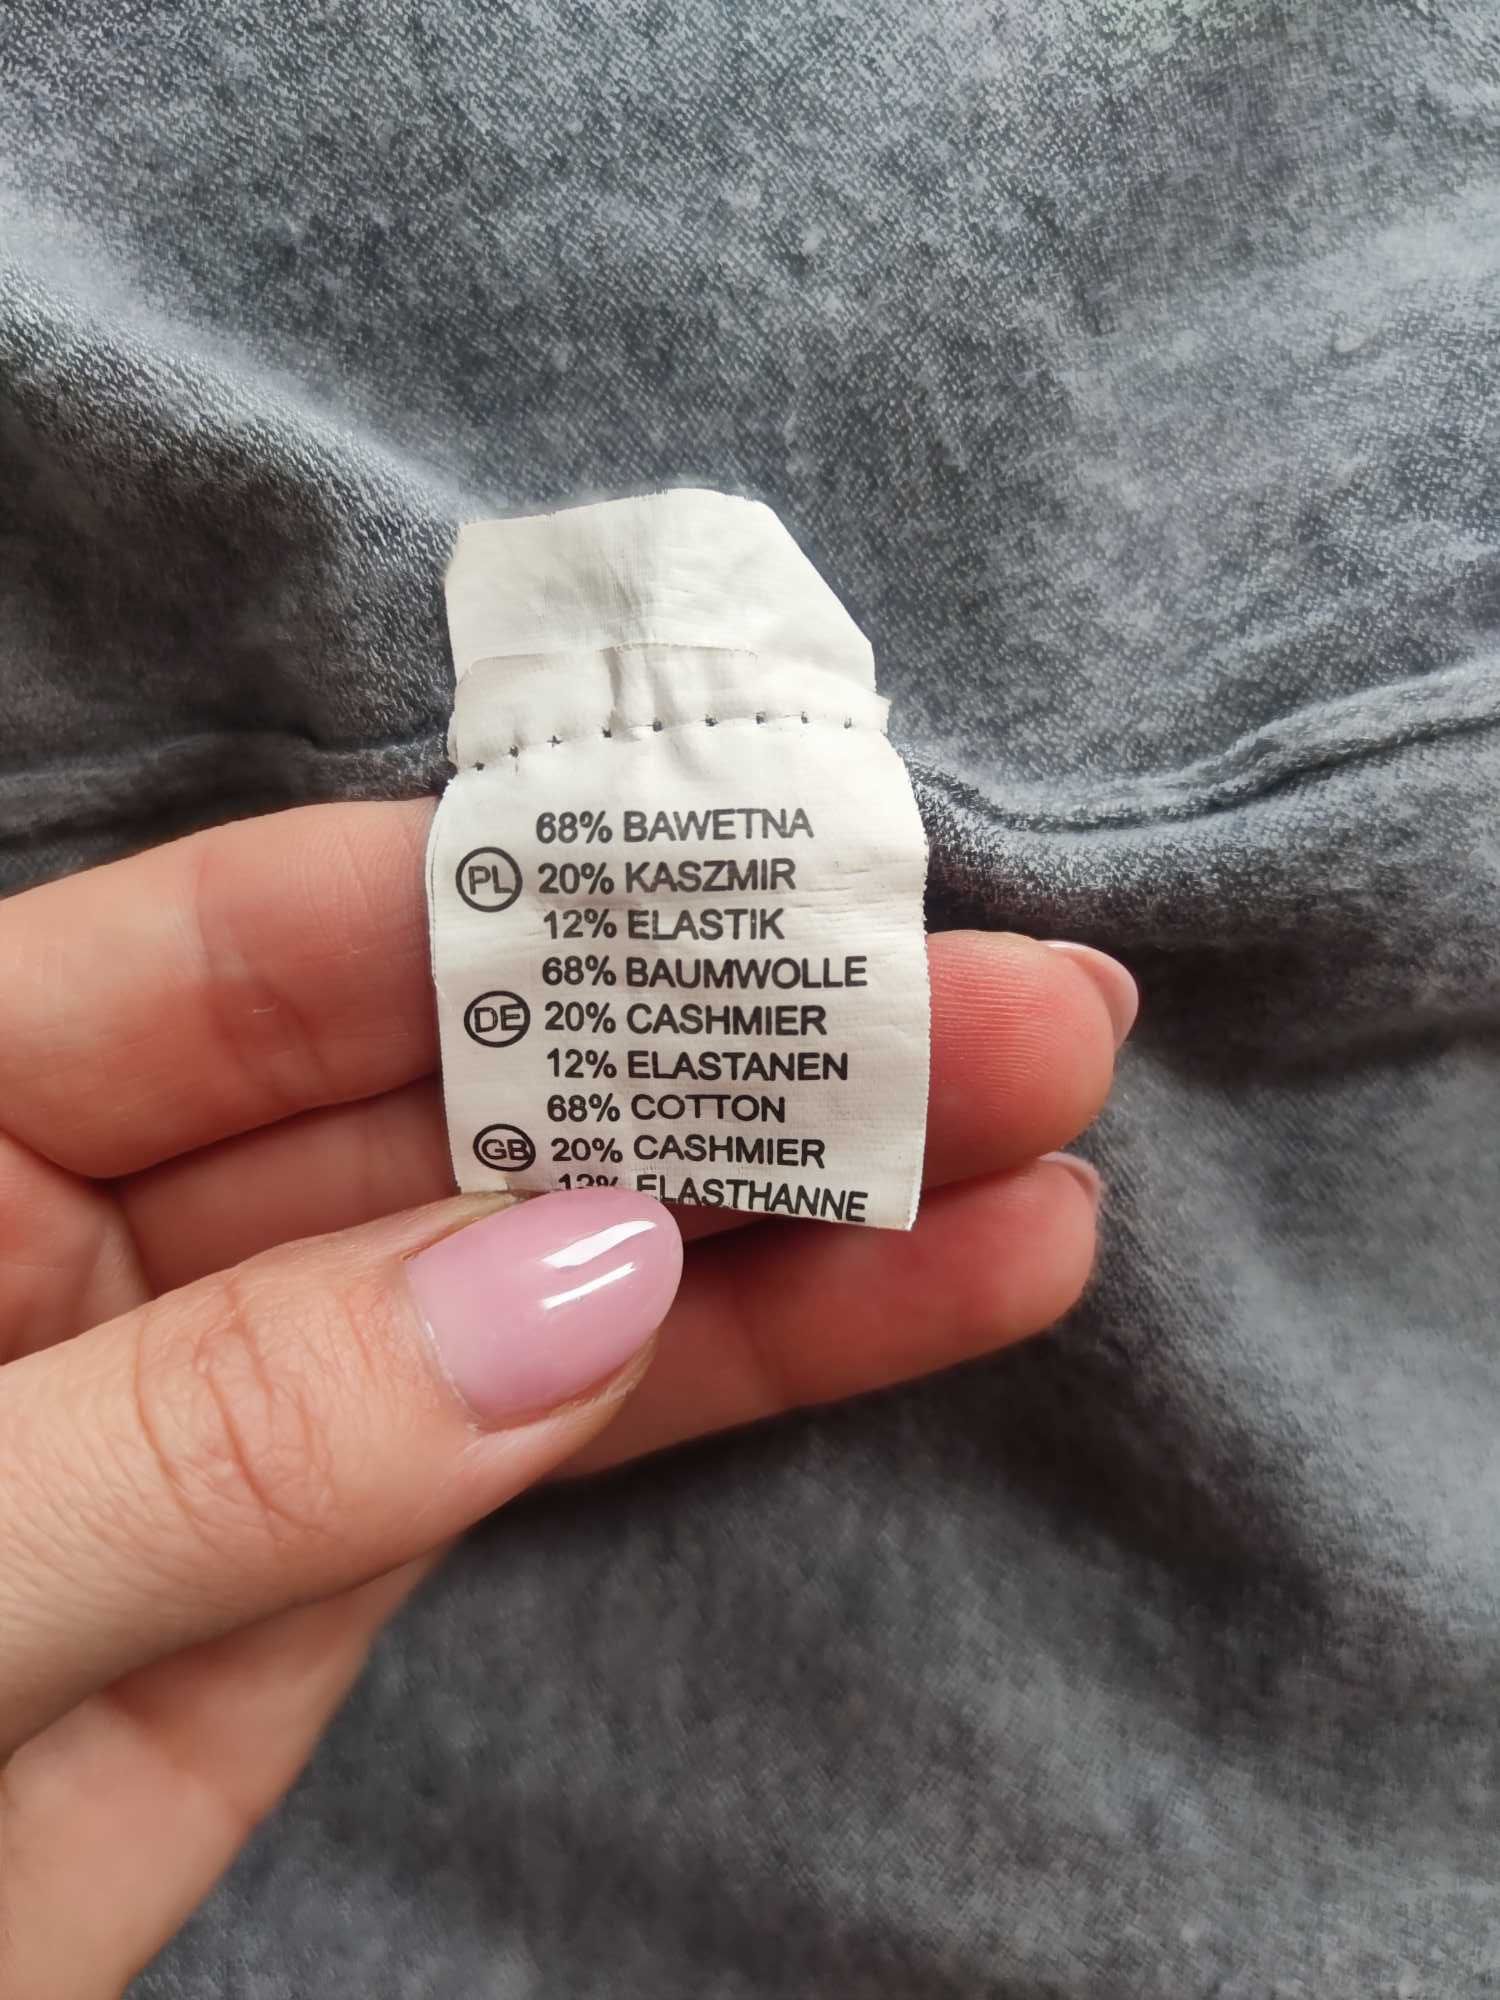 68% BAWETNA
PL 20% KASZMIR
12% ELASTIK
68% BAUMWOLLE
DE 20% CASHMIER
12% ELASTANEN
68% COTTON
GB 20% CASHMIER
12% ELASTHANNE